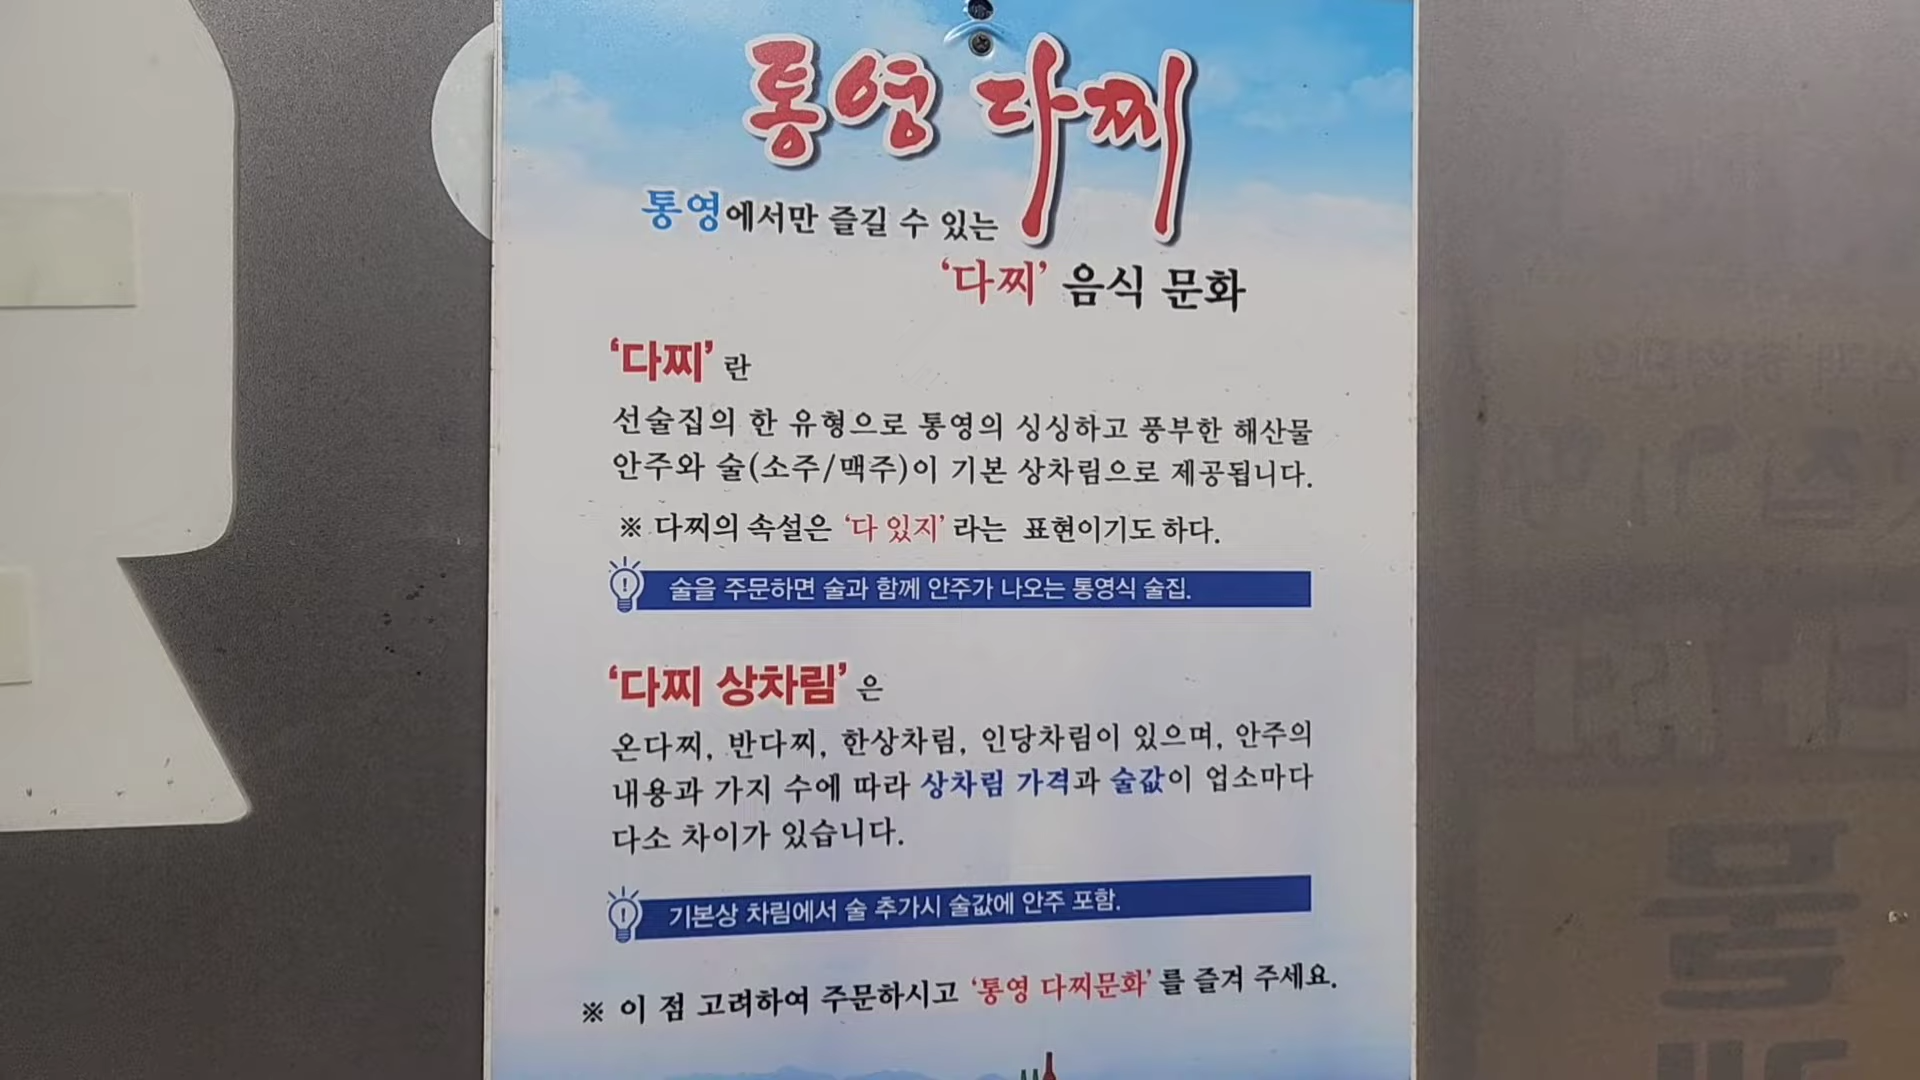 통영 다찌
통영에서만 즐길 수 있는
'다찌' 음식 문화
'다찌'란
선술집의 한 유형으로 통영의 싱싱하고 풍부한 해산물
안주와 술(소주/맥주)이 기본 상차림으로 제공됩니다.
※ 다찌의 속설은 '다 있지' 라는 표현이기도 하다.
술을 주문하면 술과 함께 안주가 나오는 통영식 술집.
'다찌 상차림'은
온다찌, 반다찌, 한상차림, 인당차림이 있으며, 안주의
내용과 가지 수에 따라 상차림 가격과 술값이 업소마다
다소 차이가 있습니다.
기본상 차림에서 술 추가시 술값에 안주 포함.
※ 이 점 고려하여 주문하시고 '통영 다찌문화'를 즐겨 주세요.